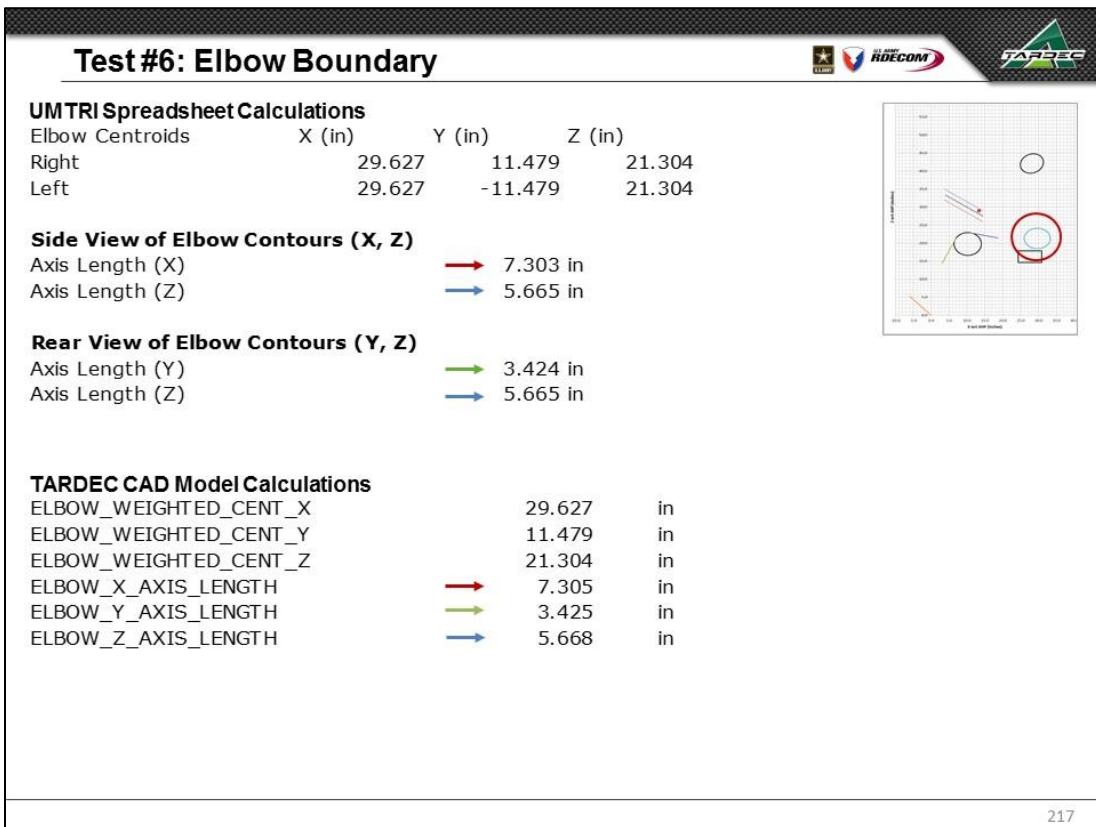 Test #6: Elbow Boundary
U.S. ARMY
U.S. ARMY
RDECOM
TARDEC
UMTRI Spreadsheet Calculations
Elbow Centroids X (in) Y (in) Z (in)
Right 29.627 11.479 21.304
Left 29.627 -11.479 21.304
Side View of Elbow Contours (X, Z)
Axis Length (X) 7.303 in
Axis Length (Z) 5.665 in
Rear View of Elbow Contours (Y, Z)
Axis Length (Y) 3.424 in
Axis Length (Z) 5.665 in
TARDEC CAD Model Calculations
ELBOW_WEIGHTED_CENT_X 29.627 in
ELBOW_WEIGHTED_CENT_Y 11.479 in
ELBOW_WEIGHTED_CENT_Z 21.304 in
ELBOW_X_AXIS_LENGTH 7.305 in
ELBOW_Y_AXIS_LENGTH 3.425 in
ELBOW_Z_AXIS_LENGTH 5.668 in
217